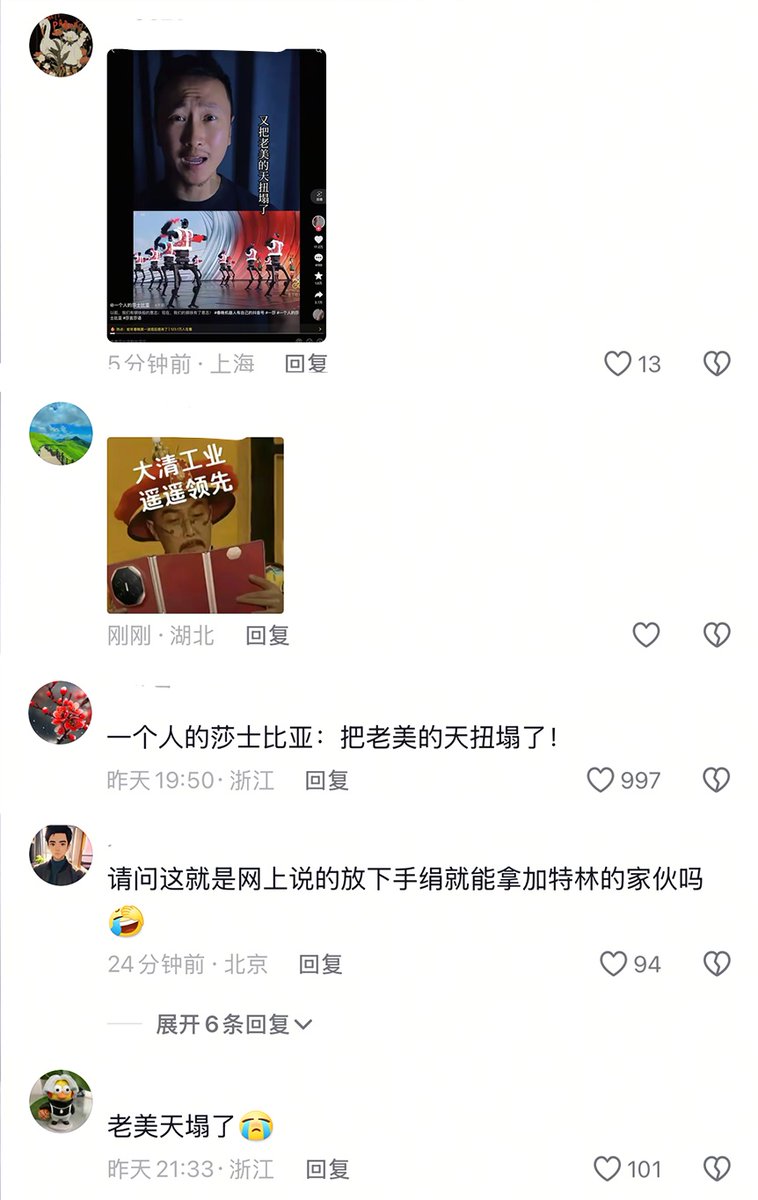 又把老美的天扭塌了
@一个人的莎士比亚
5分钟前·上海 回复 13
大清工业
遥遥领先
刚刚·湖北 回复
一个人的莎士比亚：把老美的天扭塌了！
昨天19:50·浙江 回复 997
请问这就是网上说的放下手绢就能拿加特林的家伙吗
🤣
24分钟前·北京 回复 94
展开6条回复
老美天塌了😭
昨天21:33·浙江 回复 101